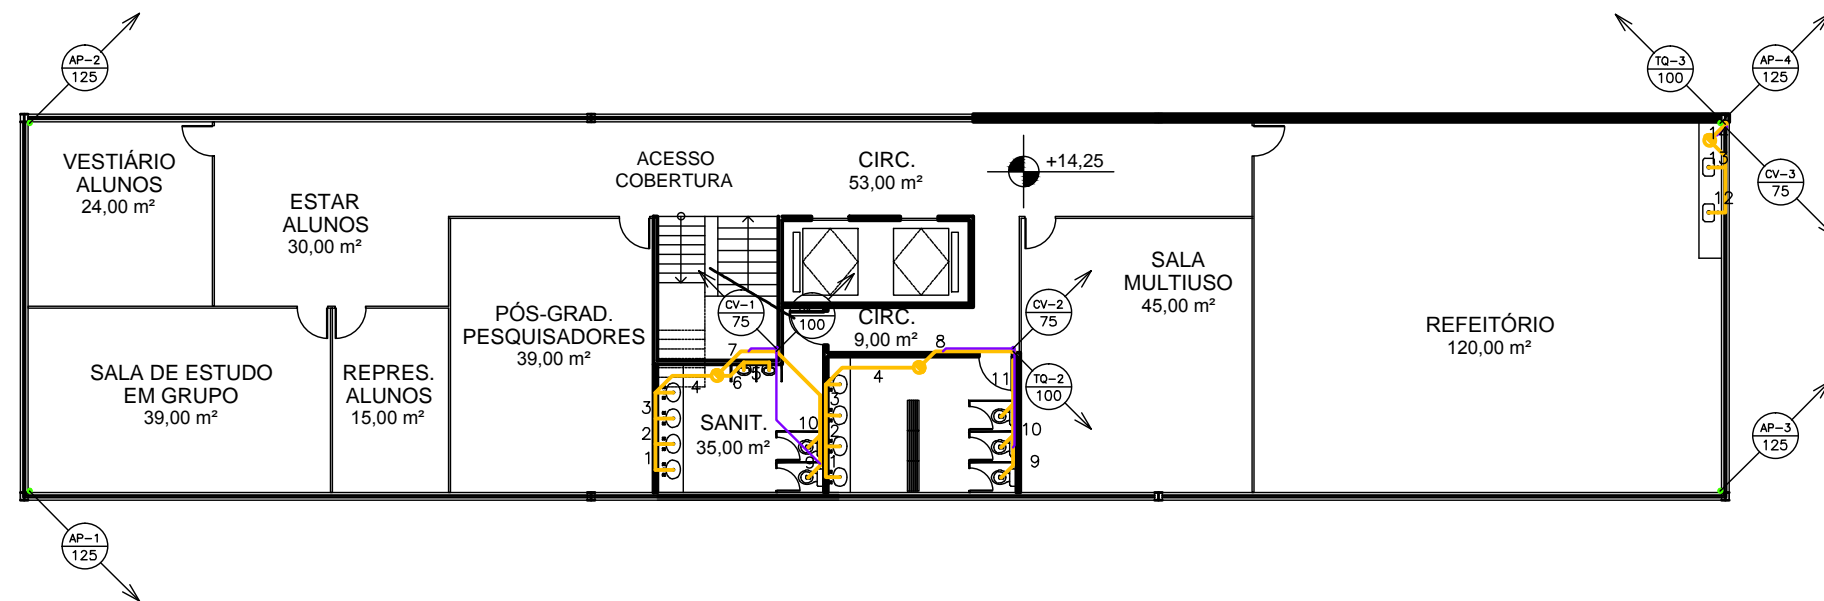 AP-2
125
TQ-3
100
AP-4
125
VESTIÁRIO
ALUNOS
24,00 m²
ESTAR
ALUNOS
30,00 m²
ACESSO
COBERTURA
CIRC.
53,00 m²
+14,25
13
12
CV-3
75
SALA
MULTIUSO
45,00 m²
PÓS-GRAD.
PESQUISADORES
39,00 m²
CV-1
75
100
CIRC.
9,00 m²
CV-2
75
REFEITÓRIO
120,00 m²
SALA DE ESTUDO
EM GRUPO
39,00 m²
REPRES.
ALUNOS
15,00 m²
7
8
4
6
5
4
11
TQ-2
100
3
2
1
SANIT.
35,00 m²
10
9
3
2
1
10
9
AP-3
125
AP-1
125